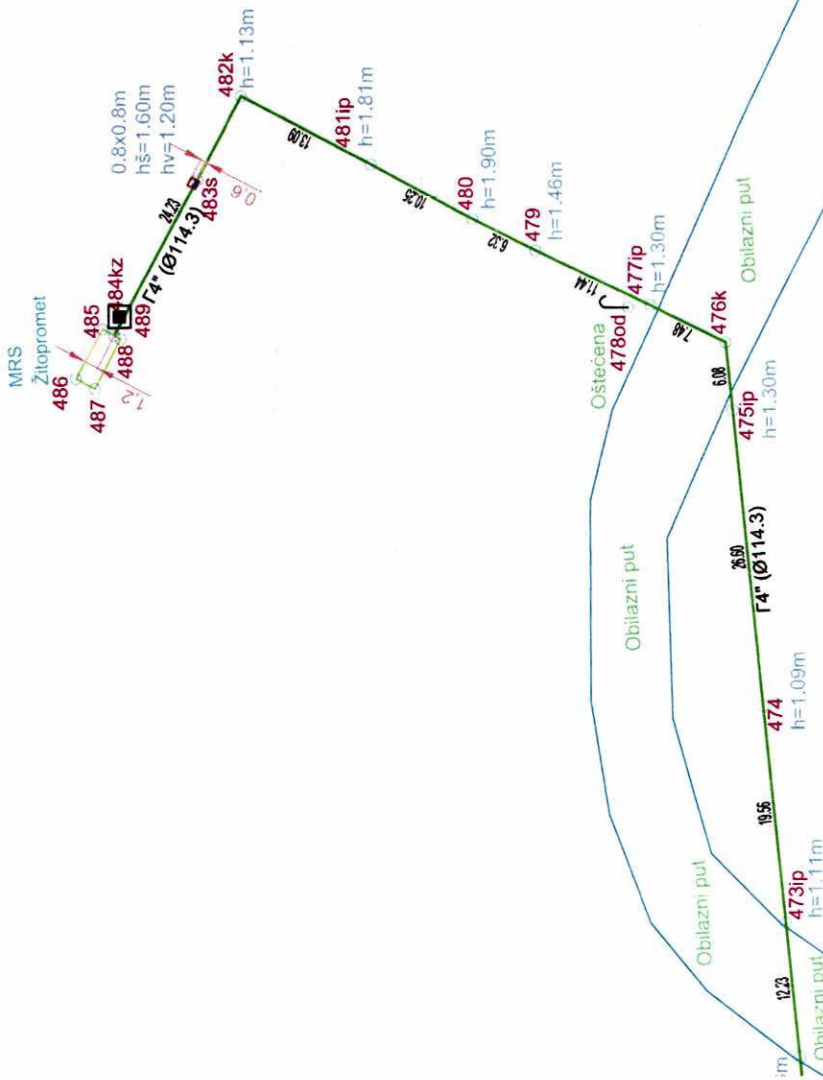 MRS
Žitopromet
486
485
484kz
487
488
489
1.2
Γ4" (Ø114.3)
24.23
0.8x0.8m
hš=1.60m
hv=1.20m
483s
0.6
482k
h=1.13m
13.09
481ip
h=1.81m
10.25
480
h=1.90m
6.32
479
h=1.46m
11.44
477ip
h=1.30m
Oštećena
478od
7.48
476k
Obilazni put
6.08
475ip
h=1.30m
26.60
Γ4" (Ø114.3)
Obilazni put
474
h=1.09m
19.56
473ip
h=1.11m
Obilazni put
12.23
Obilazni put